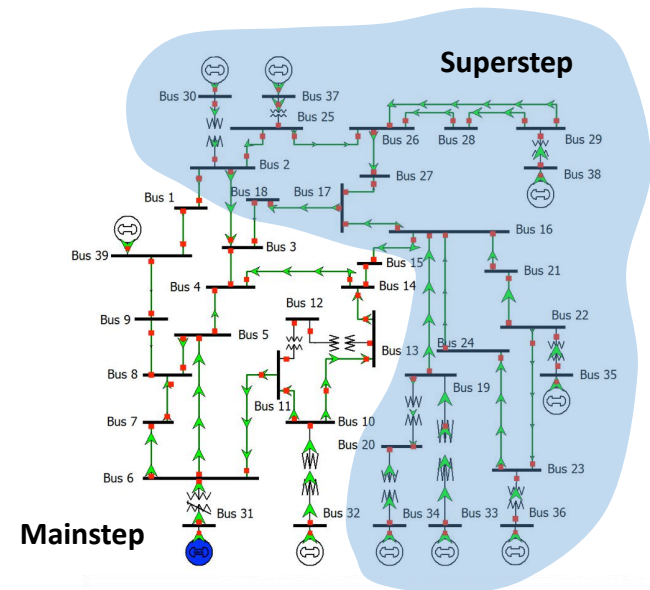 Superstep
Bus 30
Bus 37
Bus 25
Bus 26
Bus 28
Bus 29
Bus 2
Bus 27
Bus 38
Bus 18
Bus 17
Bus 1
Bus 16
Bus 39
Bus 3
Bus 15
Bus 21
Bus 4
Bus 14
Bus 12
Bus 9
Bus 5
Bus 22
Bus 13
Bus 24
Bus 8
Bus 19
Bus 35
Bus 11
Bus 7
Bus 10
Bus 20
Bus 6
Bus 23
Mainstep
Bus 31
Bus 32
Bus 34
Bus 33
Bus 36